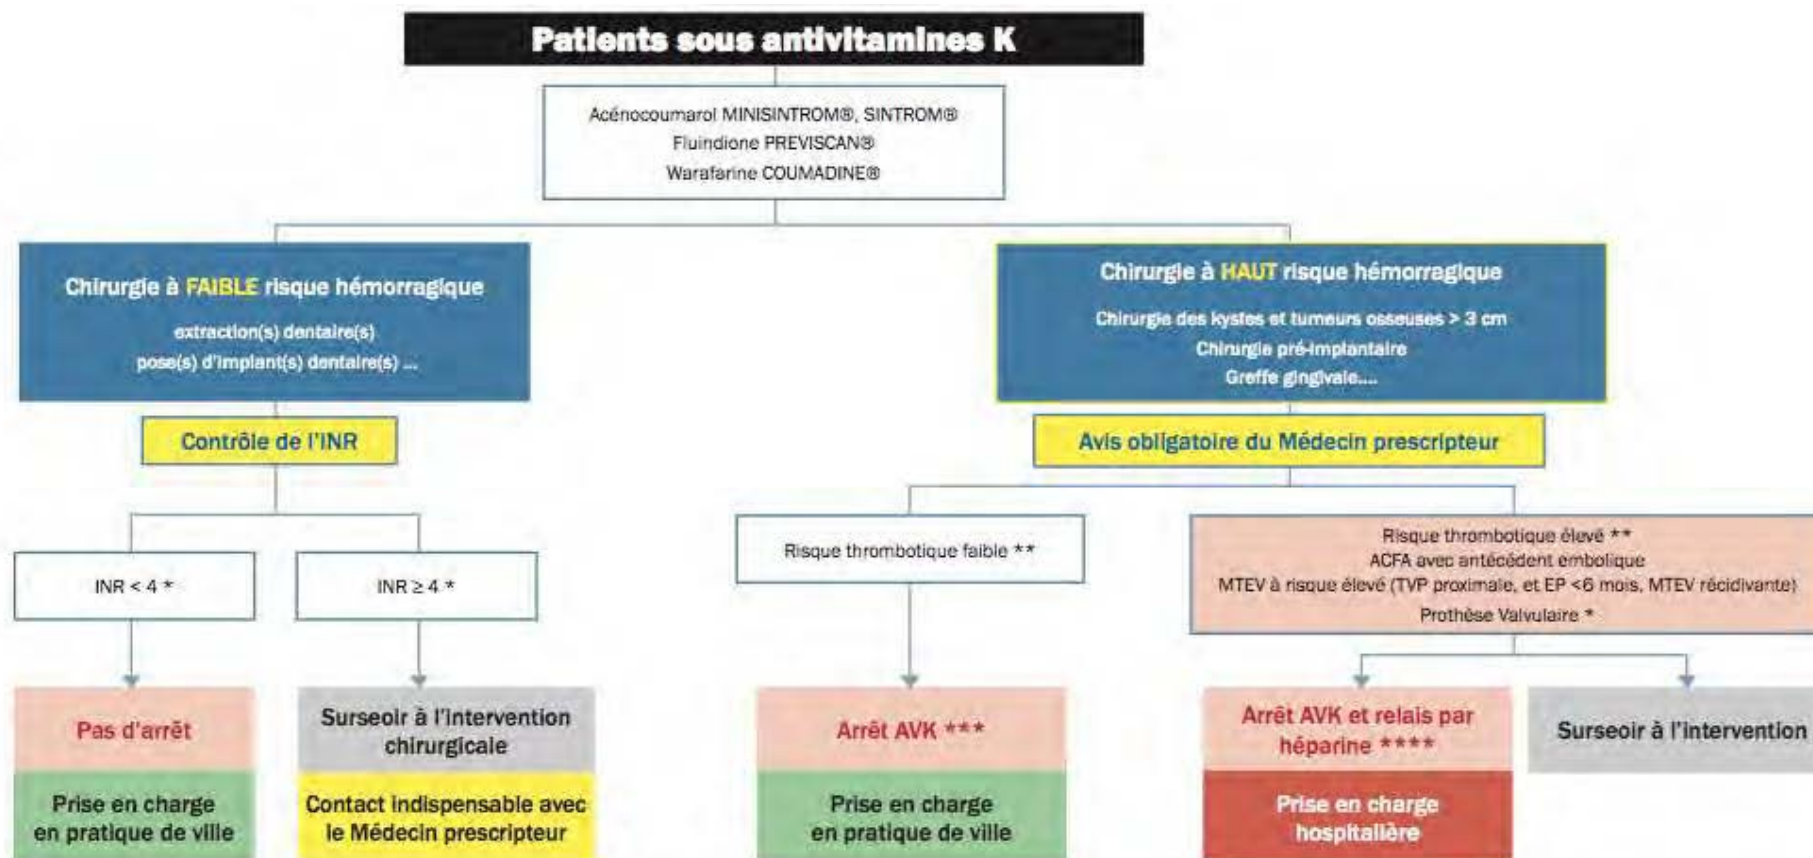 Patients sous antivitamines K
Acénocoumarol MINISINTROM®, SINTROM®
Fluindione PREVISCAN®
Warafarine COUMADINE®
Chirurgie à FAIBLE risque hémorragique
extraction(s) dentaire(s)
pose(s) d'implant(s) dentaire(s) ...
Contrôle de l'INR
INR < 4 *
INR ≥ 4 *
Pas d'arrêt
Prise en charge
en pratique de ville
Surseoir à l'intervention
chirurgicale
Contact indispensable avec
le Médecin prescripteur
Chirurgie à HAUT risque hémorragique
Chirurgie des kystes et tumeurs osseuses > 3 cm
Chirurgie pré-implantaire
Greffe gingivale....
Avis obligatoire du Médecin prescripteur
Risque thrombotique faible **
Arrêt AVK ***
Prise en charge
en pratique de ville
Risque thrombotique élevé **
ACFA avec antécédent embolique
MTEV à risque élevé (TVP proximale, et EP <6 mois, MTEV récidivante)
Prothèse Valvulaire *
Arrêt AVK et relais par
héparine ****
Prise en charge
hospitalière
Surseoir à l'intervention